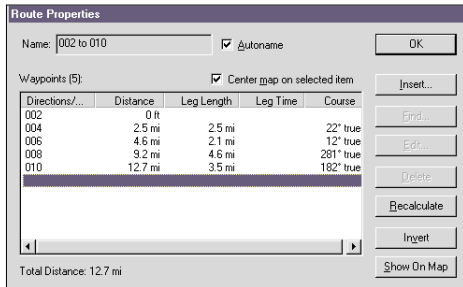 Route Properties
Name: 002 to 010 Autoname OK
Waypoints (5): Center map on selected item Insert...
Directions/... Distance Leg Length Leg Time Course
002 0 ft Find...
004 2.5 mi 2.5 mi 22° true
006 4.6 mi 2.1 mi 12° true Edit...
008 9.2 mi 4.6 mi 281° true
010 12.7 mi 3.5 mi 182° true Delete
Recalculate
Invert
Total Distance: 12.7 mi Show On Map